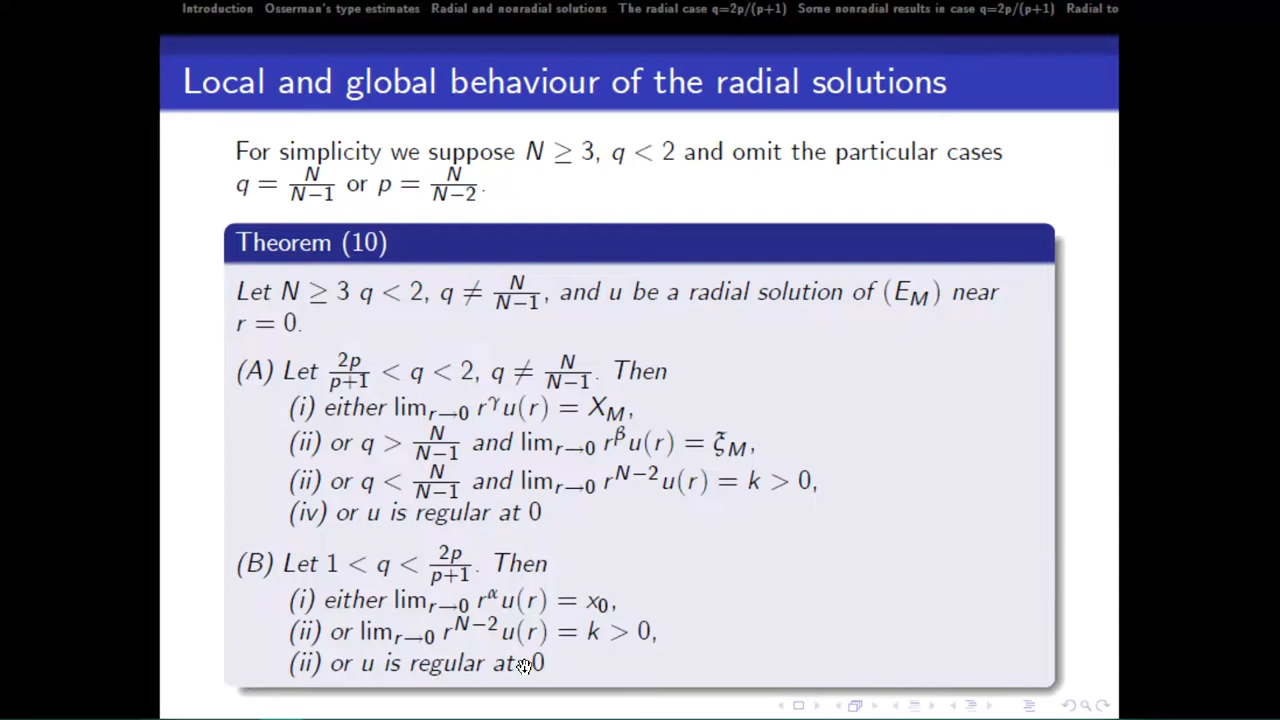 Introduction Osserman's type estimates Radial and nonradial solutions The radial case q=2p/(p+1) Some nonradial results in case q=2p/(p+1) Radial to
Local and global behaviour of the radial solutions
For simplicity we suppose N ≥ 3, q < 2 and omit the particular cases
q = N/(N−1) or p = N/(N−2).
Theorem (10)
Let N ≥ 3 q < 2, q ≠ N/(N−1), and u be a radial solution of (E_M) near
r = 0.
(A) Let 2p/(p+1) < q < 2, q ≠ N/(N−1). Then
(i) either lim_{r→0} r^γ u(r) = X_M,
(ii) or q > N/(N−1) and lim_{r→0} r^β u(r) = ξ_M,
(ii) or q < N/(N−1) and lim_{r→0} r^{N−2} u(r) = k > 0,
(iv) or u is regular at 0
(B) Let 1 < q < 2p/(p+1). Then
(i) either lim_{r→0} r^α u(r) = x_0,
(ii) or lim_{r→0} r^{N−2} u(r) = k > 0,
(ii) or u is regular at 0